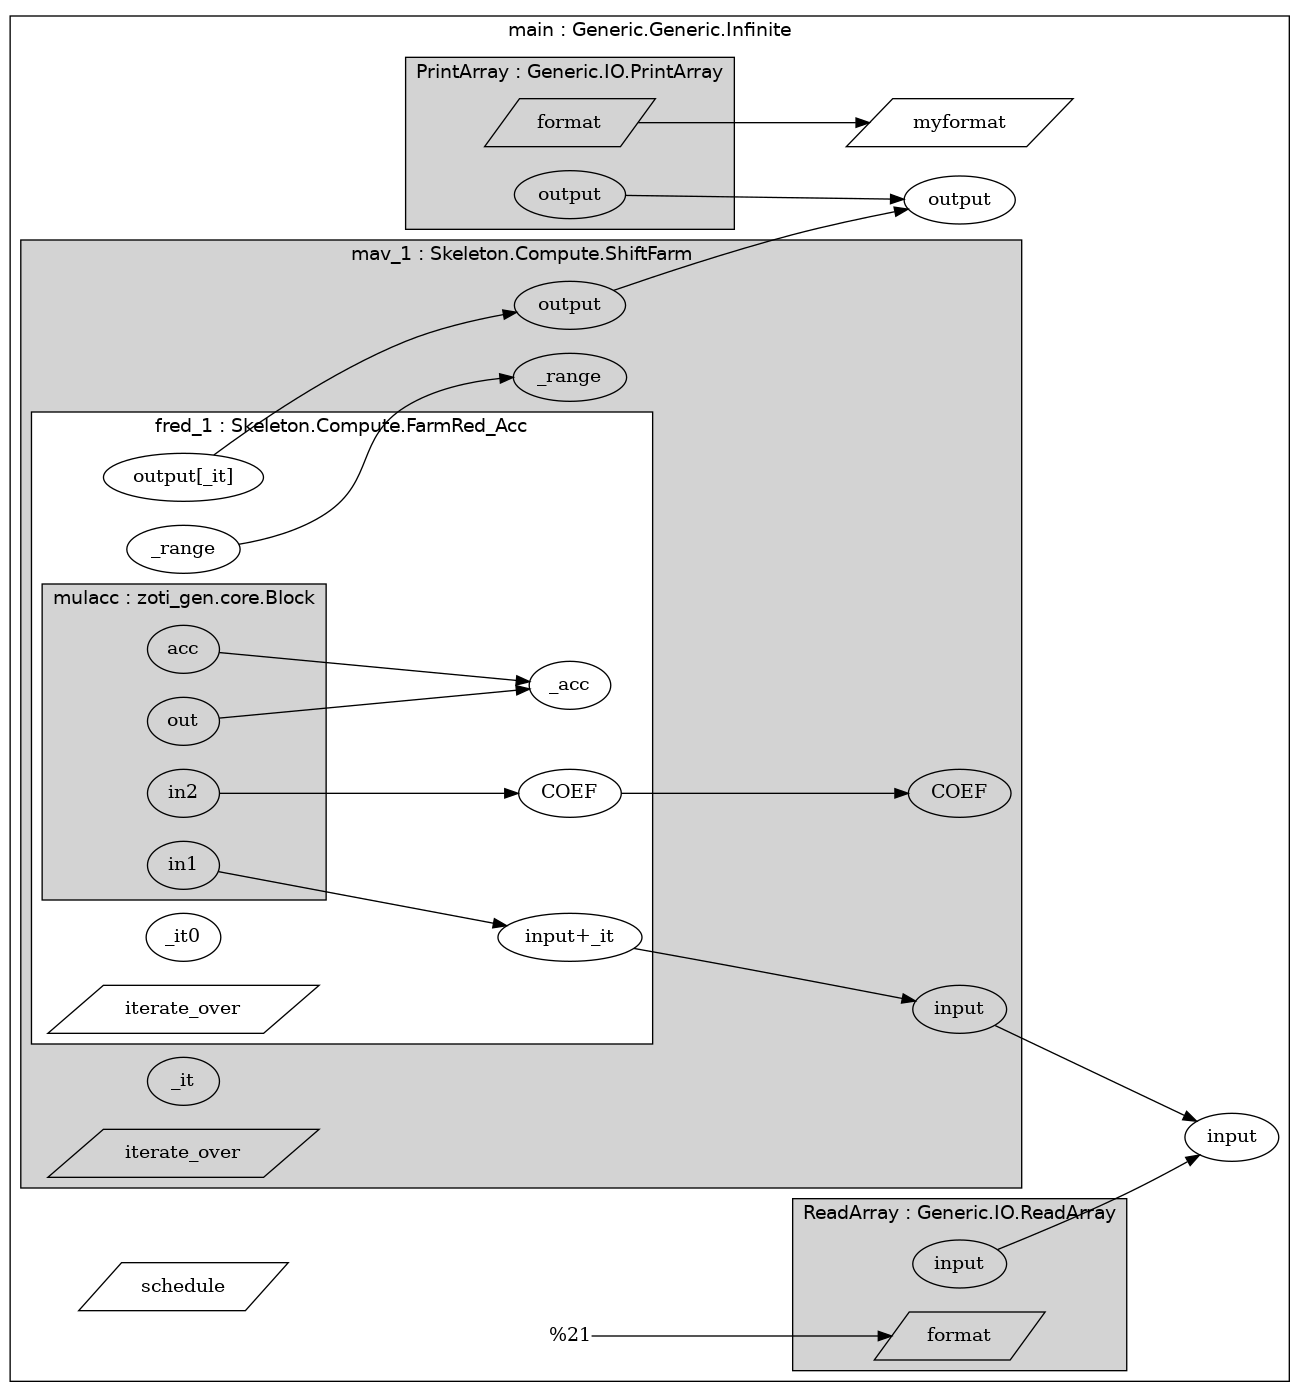 main : Generic.Generic.Infinite
PrintArray : Generic.IO.PrintArray
format
myformat
output
output
mav_1 : Skeleton.Compute.ShiftFarm
output
_range
fred_1 : Skeleton.Compute.FarmRed_Acc
output[_it]
_range
mulacc : zoti_gen.core.Block
acc
_acc
out
in2
COEF
COEF
in1
_it0
input+_it
iterate_over
input
_it
iterate_over
input
ReadArray : Generic.IO.ReadArray
input
schedule
%21
format